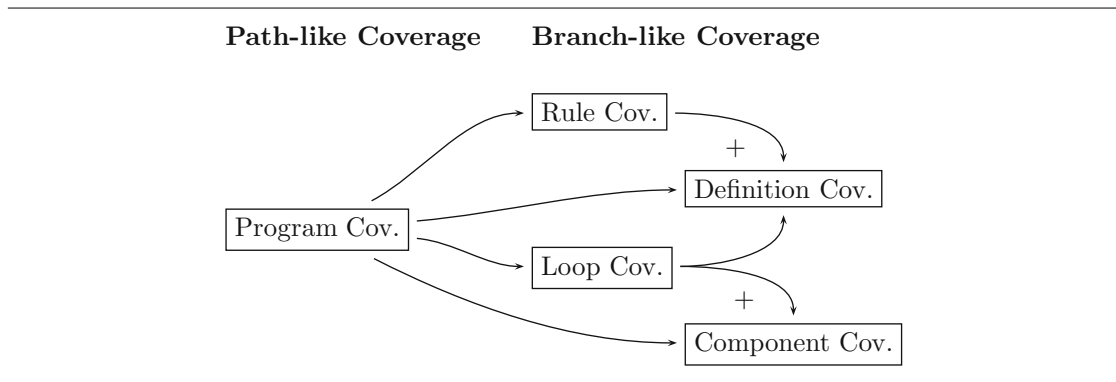 Path-like Coverage Branch-like Coverage
Rule Cov.
+
Definition Cov.
Program Cov.
Loop Cov.
+
Component Cov.